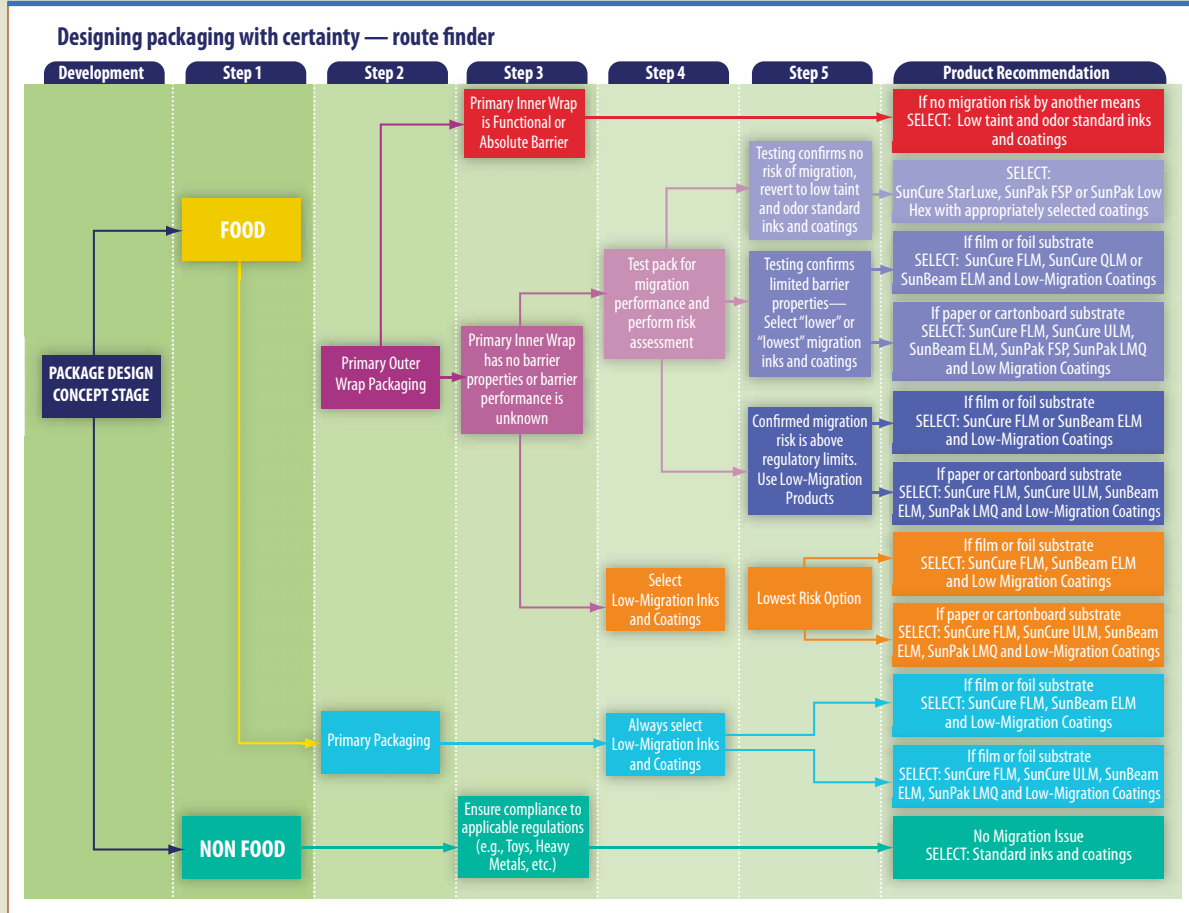 Designing packaging with certainty — route finder
Development
Step 1
Step 2
Step 3
Step 4
Step 5
Product Recommendation
PACKAGE DESIGN
CONCEPT STAGE
FOOD
NON FOOD
Primary Outer
Wrap Packaging
Primary Packaging
Primary Inner Wrap
is Functional or
Absolute Barrier
Primary Inner Wrap
has no barrier
properties or barrier
performance is
unknown
Ensure compliance to
applicable regulations
(e.g., Toys, Heavy
Metals, etc.)
Test pack for
migration
performance and
perform risk
assessment
Select
Low-Migration Inks
and Coatings
Always select
Low-Migration Inks
and Coatings
Testing confirms no
risk of migration,
revert to low taint
and odor standard
inks and coatings
Testing confirms
limited barrier
properties—
Select "lower" or
"lowest" migration
inks and coatings
Confirmed migration
risk is above
regulatory limits.
Use Low-Migration
Products
Lowest Risk Option
If no migration risk by another means
SELECT: Low taint and odor standard inks
and coatings
SELECT:
SunCure StarLuxe, SunPak FSP or SunPak Low
Hex with appropriately selected coatings
If film or foil substrate
SELECT: SunCure FLM, SunCure QLM or
SunBeam ELM and Low-Migration Coatings
If paper or cartonboard substrate
SELECT: SunCure FLM, SunCure ULM,
SunBeam ELM, SunPak FSP, SunPak LMQ
and Low Migration Coatings
If film or foil substrate
SELECT: SunCure FLM or SunBeam ELM
and Low-Migration Coatings
If paper or cartonboard substrate
SELECT: SunCure FLM, SunCure ULM, SunBeam
ELM, SunPak LMQ and Low-Migration Coatings
If film or foil substrate
SELECT: SunCure FLM, SunBeam ELM
and Low Migration Coatings
If paper or cartonboard substrate
SELECT: SunCure FLM, SunCure ULM, SunBeam
ELM, SunPak LMQ and Low-Migration Coatings
If film or foil substrate
SELECT: SunCure FLM, SunBeam ELM
and Low-Migration Coatings
If film or foil substrate
SELECT: SunCure FLM, SunCure ULM, SunBeam
ELM, SunPak LMQ and Low-Migration Coatings
No Migration Issue
SELECT: Standard inks and coatings